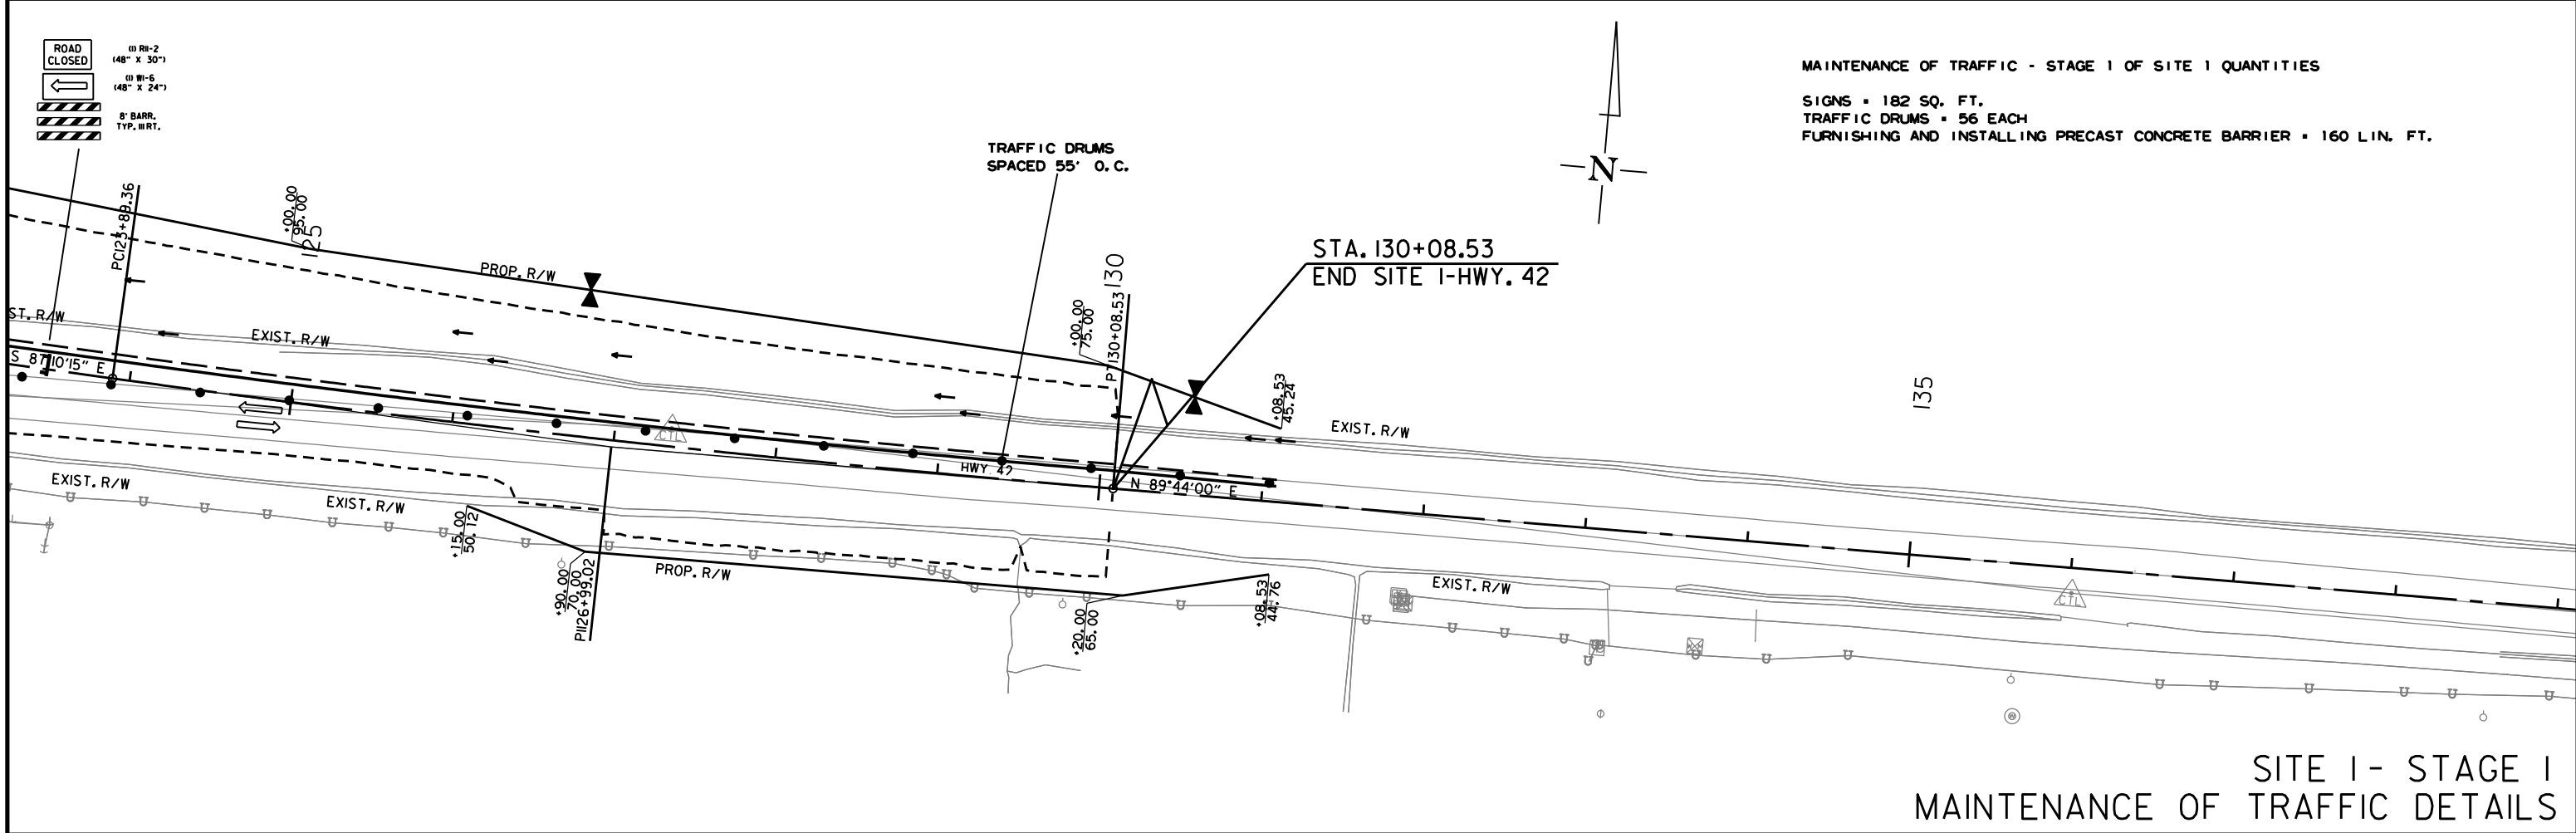 ROAD
CLOSED
(1) R11-2
(48" X 30")
(1) W1-6
(48" X 24")
8' BARR.
TYP. III RT.
MAINTENANCE OF TRAFFIC - STAGE 1 OF SITE 1 QUANTITIES
SIGNS = 182 SQ. FT.
TRAFFIC DRUMS = 56 EACH
FURNISHING AND INSTALLING PRECAST CONCRETE BARRIER = 160 LIN. FT.
TRAFFIC DRUMS
SPACED 55' O.C.
N
PC123+89.36
+00.00
95.00
125
PROP. R/W
STA. 130+08.53
END SITE 1-HWY. 42
130
PT 130+08.53
+00.00
75.00
+08.53
45.24
ST. R/W
EXIST. R/W
EXIST. R/W
135
S 87°10'15" E
CTL
HWY. 42
N 89°44'00" E
EXIST. R/W
EXIST. R/W
+15.00
50.12
+90.00
70.00
PI126+99.02
PROP. R/W
+20.00
65.00
+08.53
44.76
EXIST. R/W
CTL
SITE 1 - STAGE 1
MAINTENANCE OF TRAFFIC DETAILS